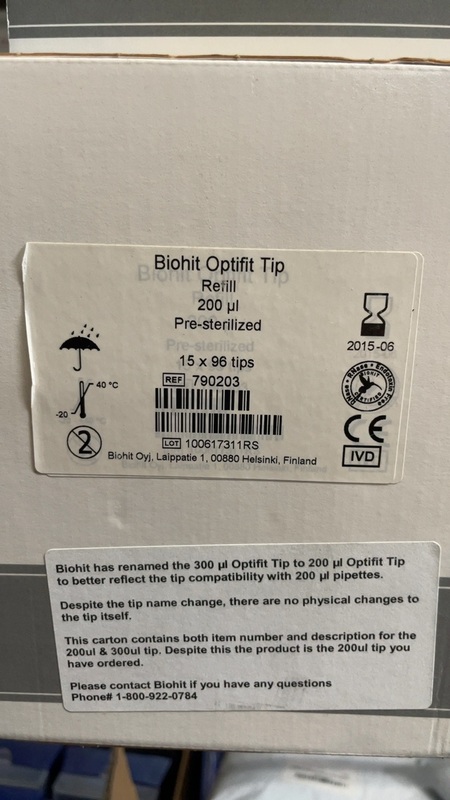 Biohit Optifit Tip
Refill
200 µl
Pre-sterilized
15 x 96 tips
REF 790203
LOT 100617311RS
Biohit Oyj, Laippatie 1, 00880 Helsinki, Finland
40 °C
-20
2
2015-06
DNase • RNase • Endotoxin Free
BIOHIT
CE
IVD
Biohit has renamed the 300 µl Optifit Tip to 200 µl Optifit Tip
to better reflect the tip compatibility with 200 µl pipettes.
Despite the tip name change, there are no physical changes to
the tip itself.
This carton contains both item number and description for the
200ul & 300ul tip. Despite this the product is the 200ul tip you
have ordered.
Please contact Biohit if you have any questions
Phone# 1-800-922-0784